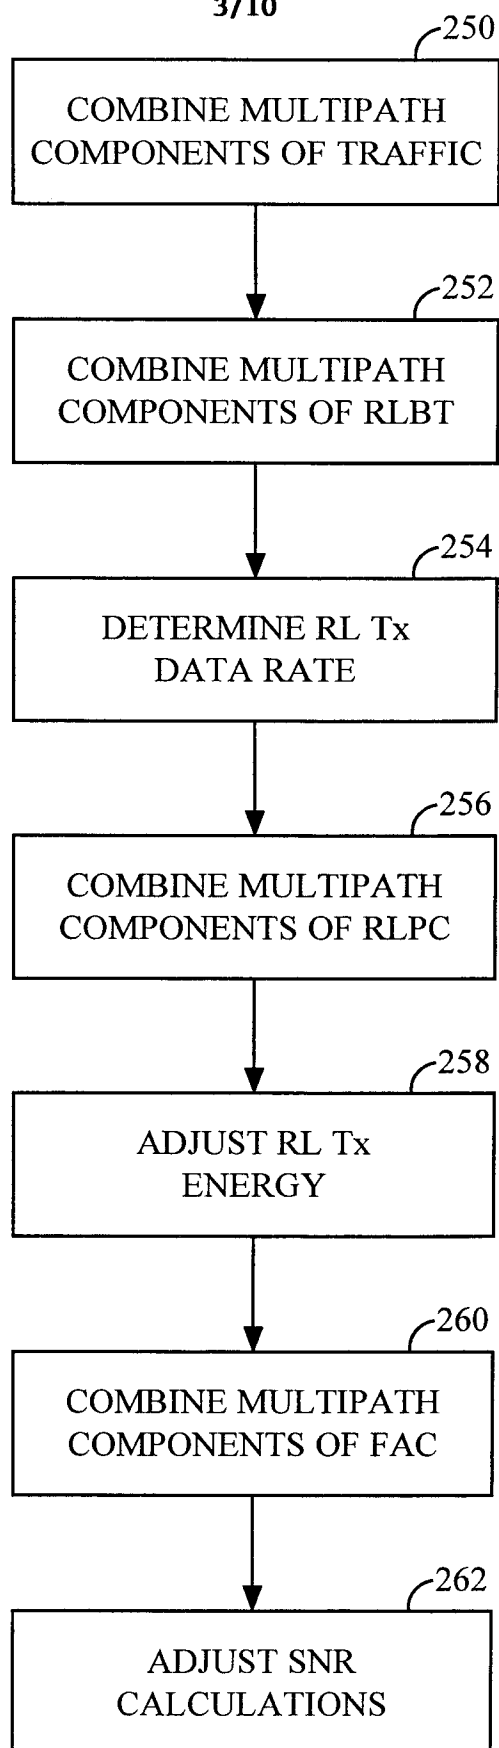 3/10
250
COMBINE MULTIPATH
COMPONENTS OF TRAFFIC
252
COMBINE MULTIPATH
COMPONENTS OF RLBT
254
DETERMINE RL Tx
DATA RATE
256
COMBINE MULTIPATH
COMPONENTS OF RLPC
258
ADJUST RL Tx
ENERGY
260
COMBINE MULTIPATH
COMPONENTS OF FAC
262
ADJUST SNR
CALCULATIONS